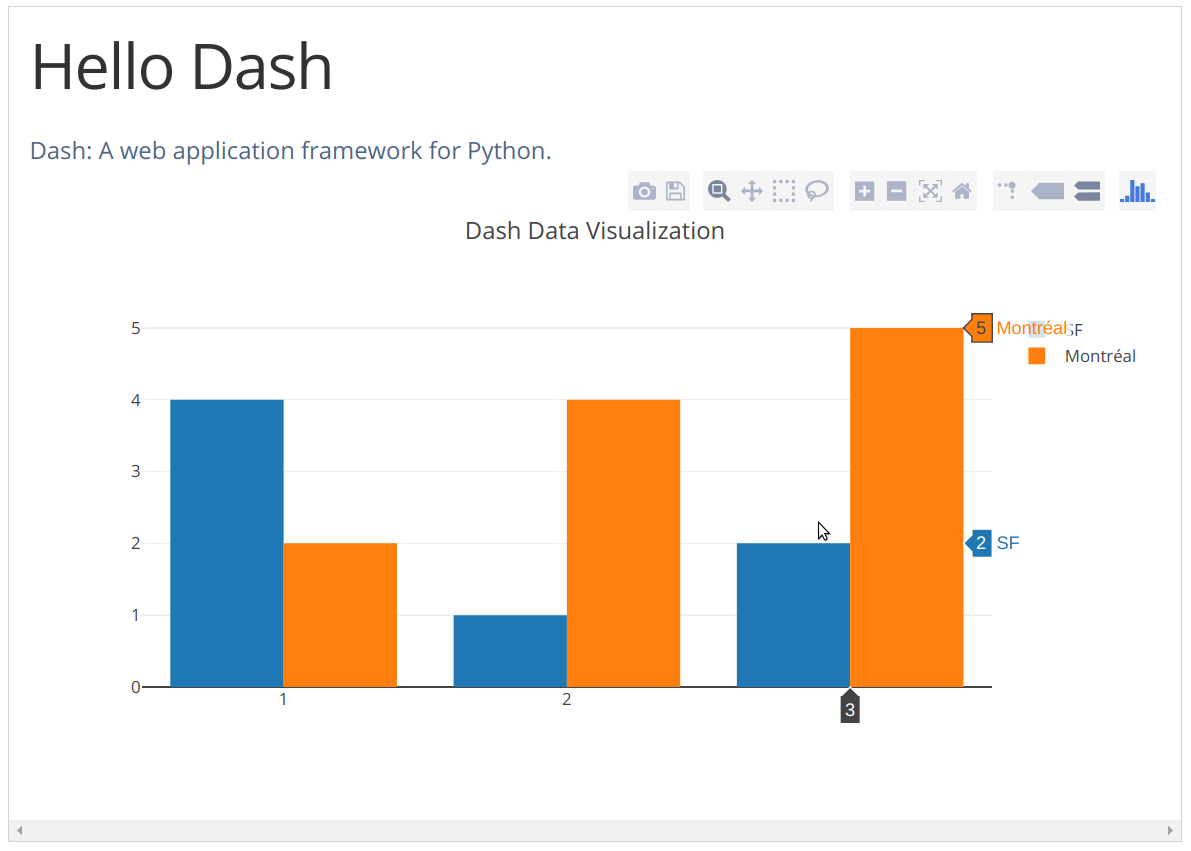 Hello Dash
Dash: A web application framework for Python.
Dash Data Visualization
5
5 Montréal
SF
Montréal
4
3
2
2 SF
1
0
1
2
3